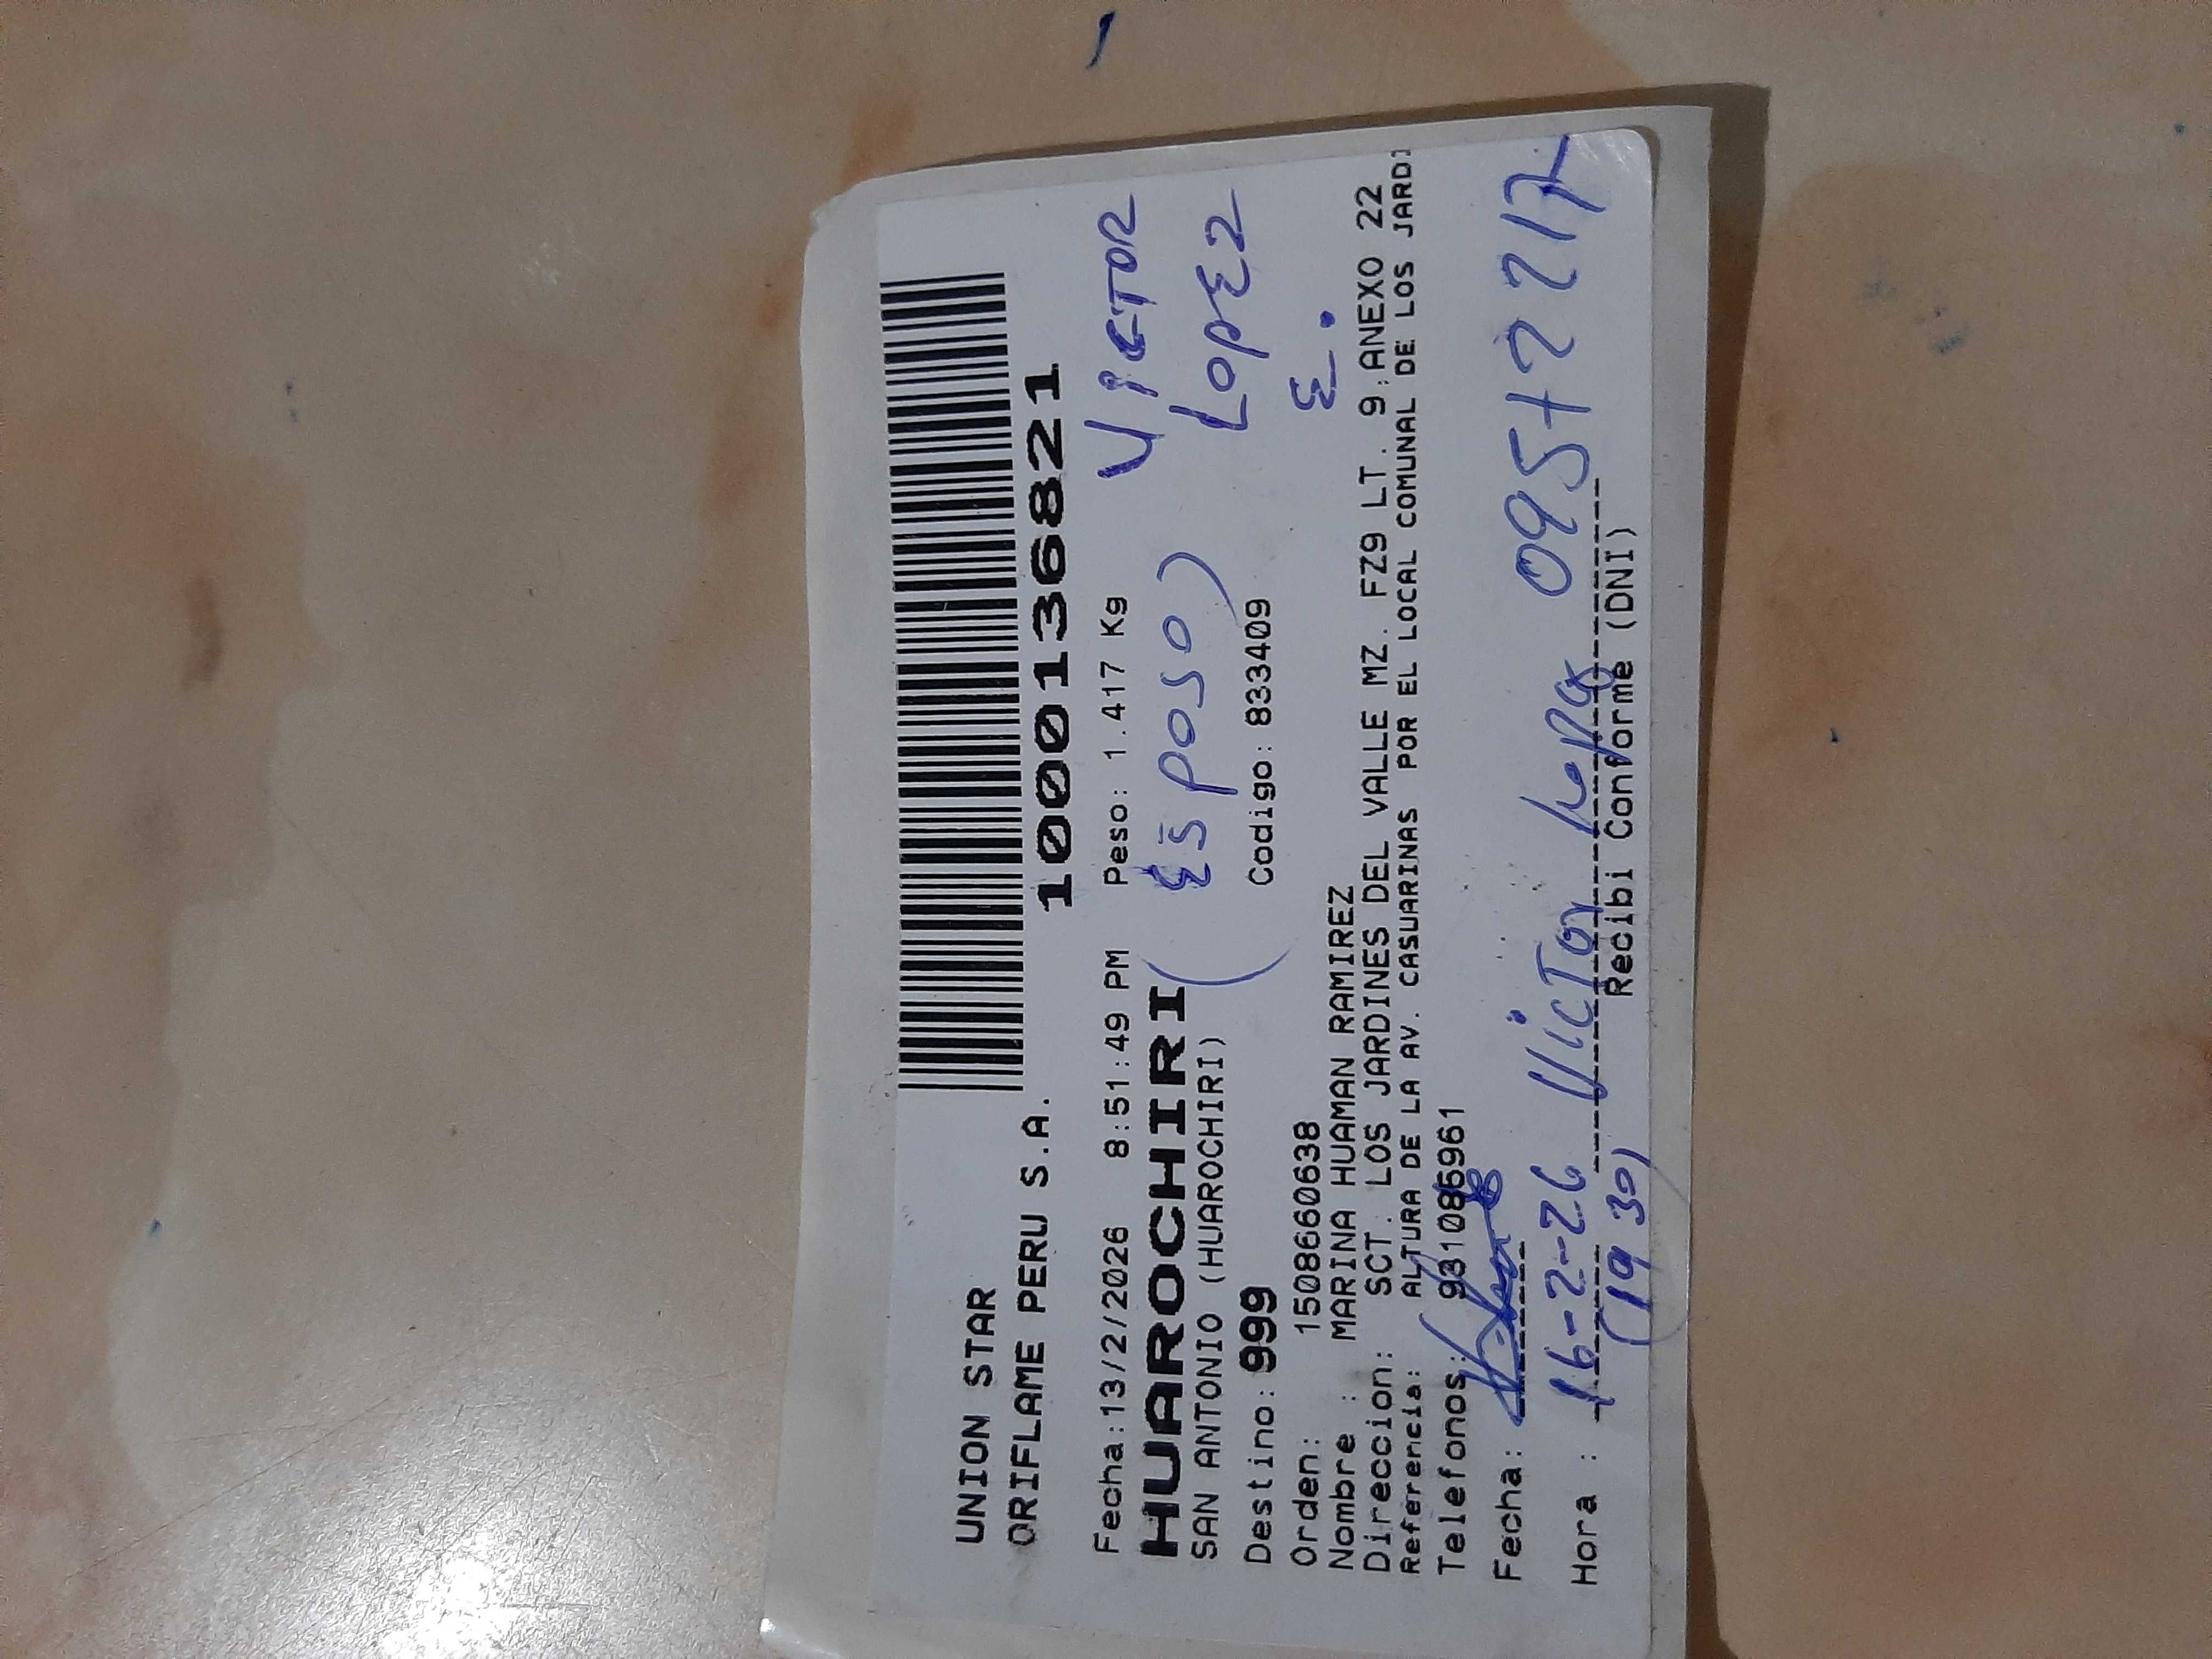 UNION STAR
ORIFLAME PERU S.A.
1000136821
Fecha:13/2/2026 8:51:49 PM Peso: 1.417 Kg
VICTOR
HUAROCHIRI
(Esposo)
LOPEZ
SAN ANTONIO (HUAROCHIRI)
E.
Destino: 999 Codigo: 833409
Orden: 15086660638
Nombre : MARINA HUAMAN RAMIREZ
Direccion: SCT. LOS JARDINES DEL VALLE MZ. FZ9 LT. 9 ANEXO 22
Referencia: ALTURA DE LA AV. CASUARINAS POR EL LOCAL COMUNAL DE LOS JARDI
Telefonos: 931086961
Fecha:
16-2-26 Victor Lopez
Hora :
(19 30)
Recibi Conforme (DNI)